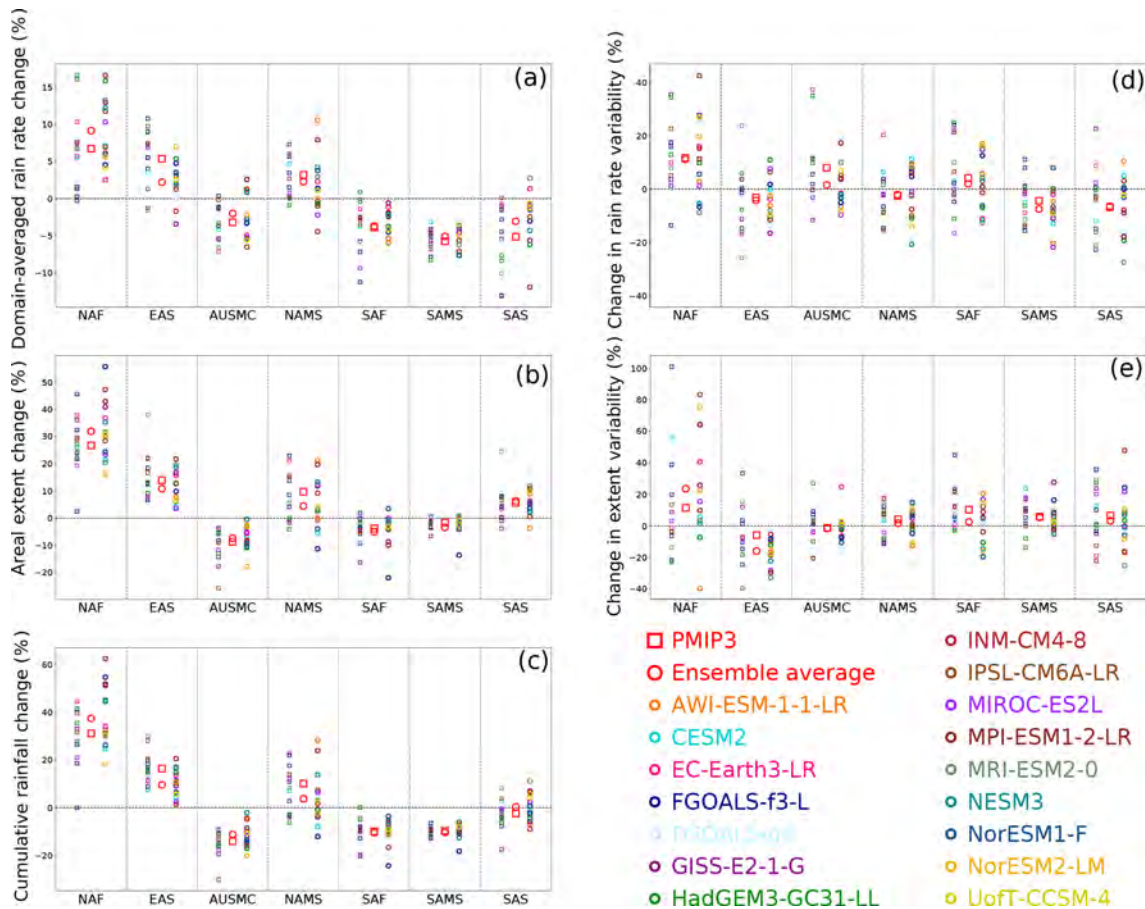 Domain-averaged rain rate change (%)
(a)
15
10
5
0
−5
−10
NAF EAS AUSMC NAMS SAF SAMS SAS
Areal extent change (%)
(b)
50
40
30
20
10
0
−10
−20
NAF EAS AUSMC NAMS SAF SAMS SAS
Cumulative rainfall change (%)
(c)
60
40
20
0
−20
NAF EAS AUSMC NAMS SAF SAMS SAS
Change in rain rate variability (%)
(d)
40
20
0
−20
−40
NAF EAS AUSMC NAMS SAF SAMS SAS
Change in extent variability (%)
(e)
100
80
60
40
20
0
−20
−40
NAF EAS AUSMC NAMS SAF SAMS SAS
PMIP3
Ensemble average
AWI-ESM-1-1-LR
CESM2
EC-Earth3-LR
FGOALS-f3-L
GISS-E2-1-G
HadGEM3-GC31-LL
INM-CM4-8
IPSL-CM6A-LR
MIROC-ES2L
MPI-ESM1-2-LR
MRI-ESM2-0
NESM3
NorESM1-F
NorESM2-LM
UofT-CCSM-4